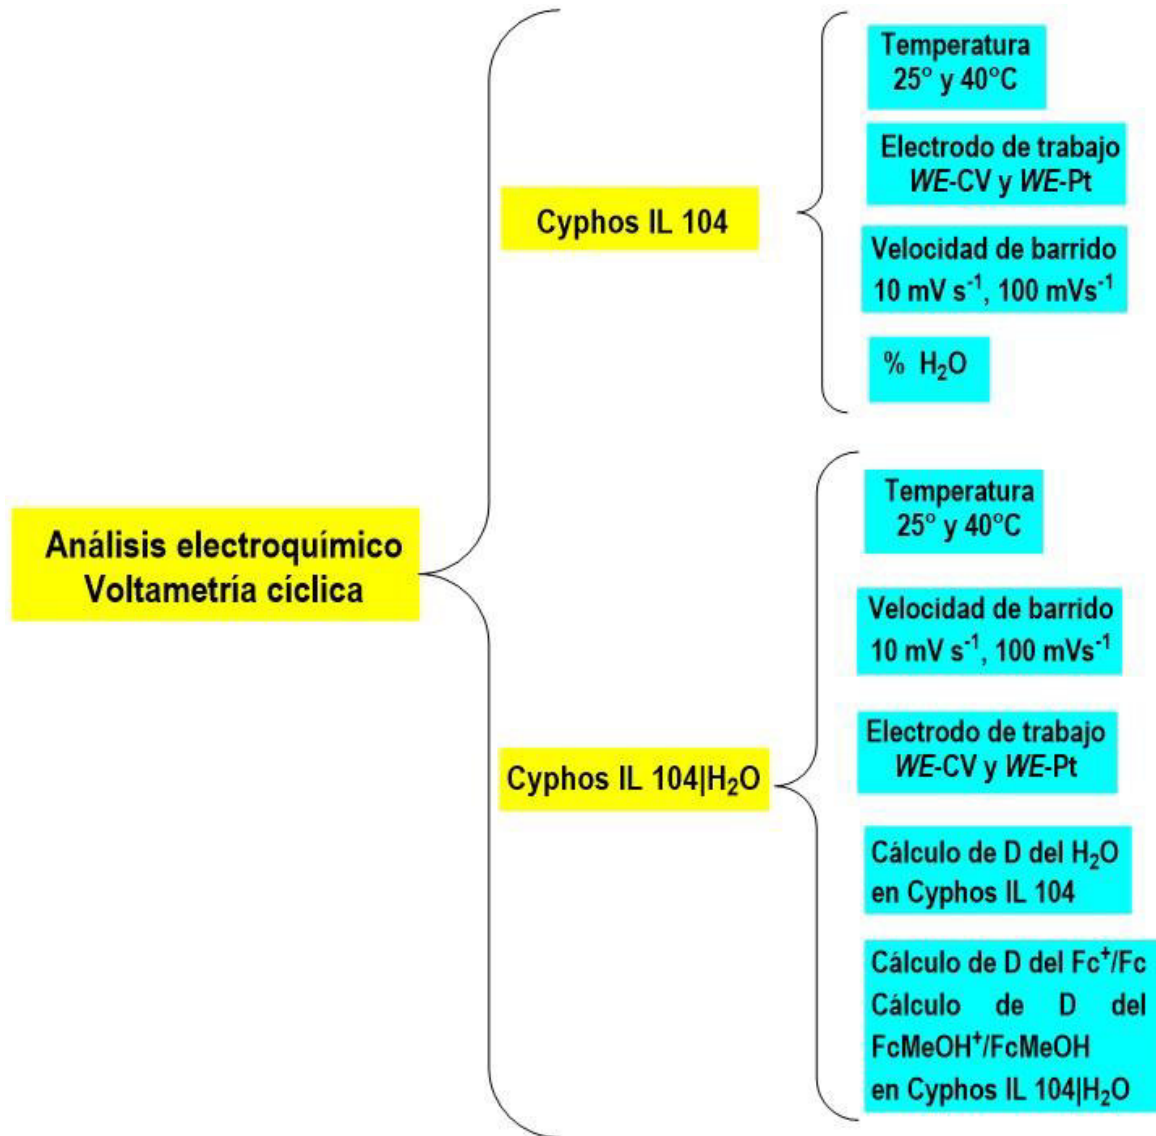 Análisis electroquímico
Voltametría cíclica
Cyphos IL 104
Temperatura
25° y 40°C
Electrodo de trabajo
WE-CV y WE-Pt
Velocidad de barrido
10 mV s⁻¹, 100 mVs⁻¹
% H₂O
Cyphos IL 104|H₂O
Temperatura
25° y 40°C
Velocidad de barrido
10 mV s⁻¹, 100 mVs⁻¹
Electrodo de trabajo
WE-CV y WE-Pt
Cálculo de D del H₂O
en Cyphos IL 104
Cálculo de D del Fc⁺/Fc
Cálculo de D del
FcMeOH⁺/FcMeOH
en Cyphos IL 104|H₂O